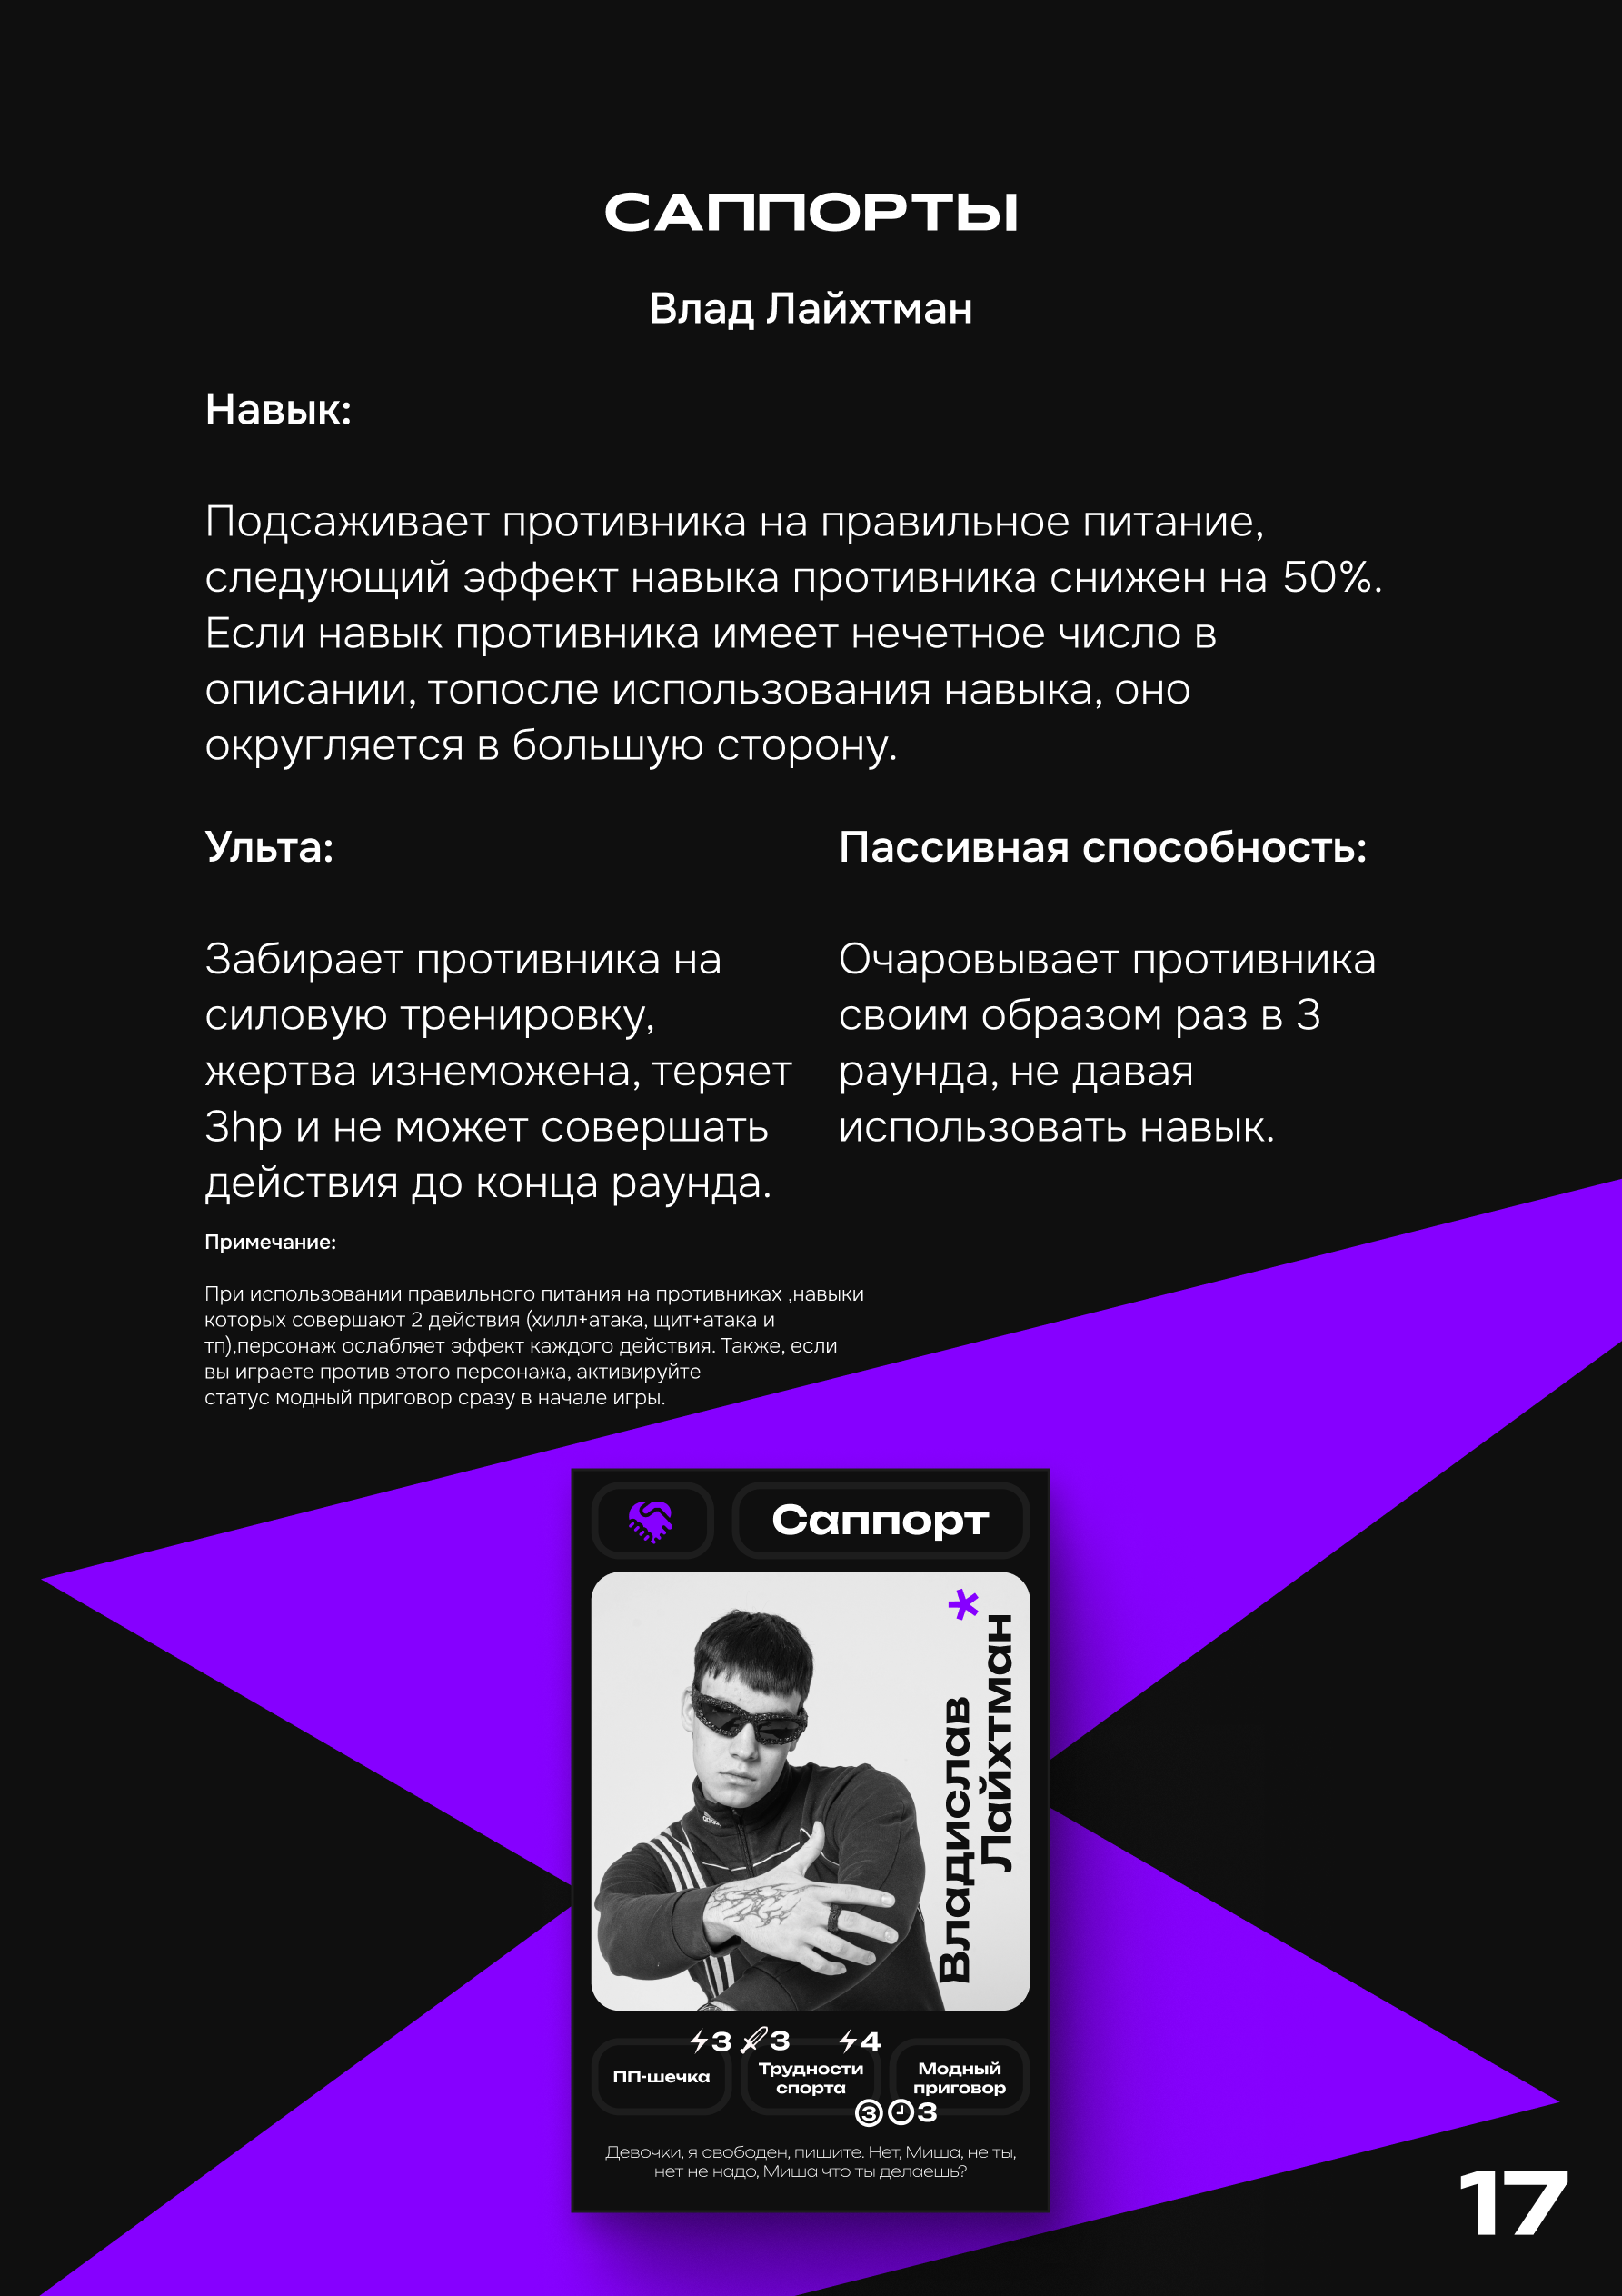 САППОРТЫ
Влад Лайхтман
Навык:
Подсаживает противника на правильное питание,
следующий эффект навыка противника снижен на 50%.
Если навык противника имеет нечетное число в
описании, топосле использования навыка, оно
округляется в большую сторону.
Ульта:
Забирает противника на
силовую тренировку,
жертва изнеможена, теряет
3hp и не может совершать
действия до конца раунда.
Пассивная способность:
Очаровывает противника
своим образом раз в 3
раунда, не давая
использовать навык.
Примечание:
При использовании правильного питания на противниках ,навыки
которых совершают 2 действия (хилл+атака, щит+атака и
тп),персонаж ослабляет эффект каждого действия. Также, если
вы играете против этого персонажа, активируйте
статус модный приговор сразу в начале игры.
Саппорт
Владислав
Лайхтман
3 3 4
ПП-шечка
Трудности
спорта
Модный
приговор
3 3
Девочки, я свободен, пишите. Нет, Миша, не ты,
нет не надо, Миша что ты делаешь?
17